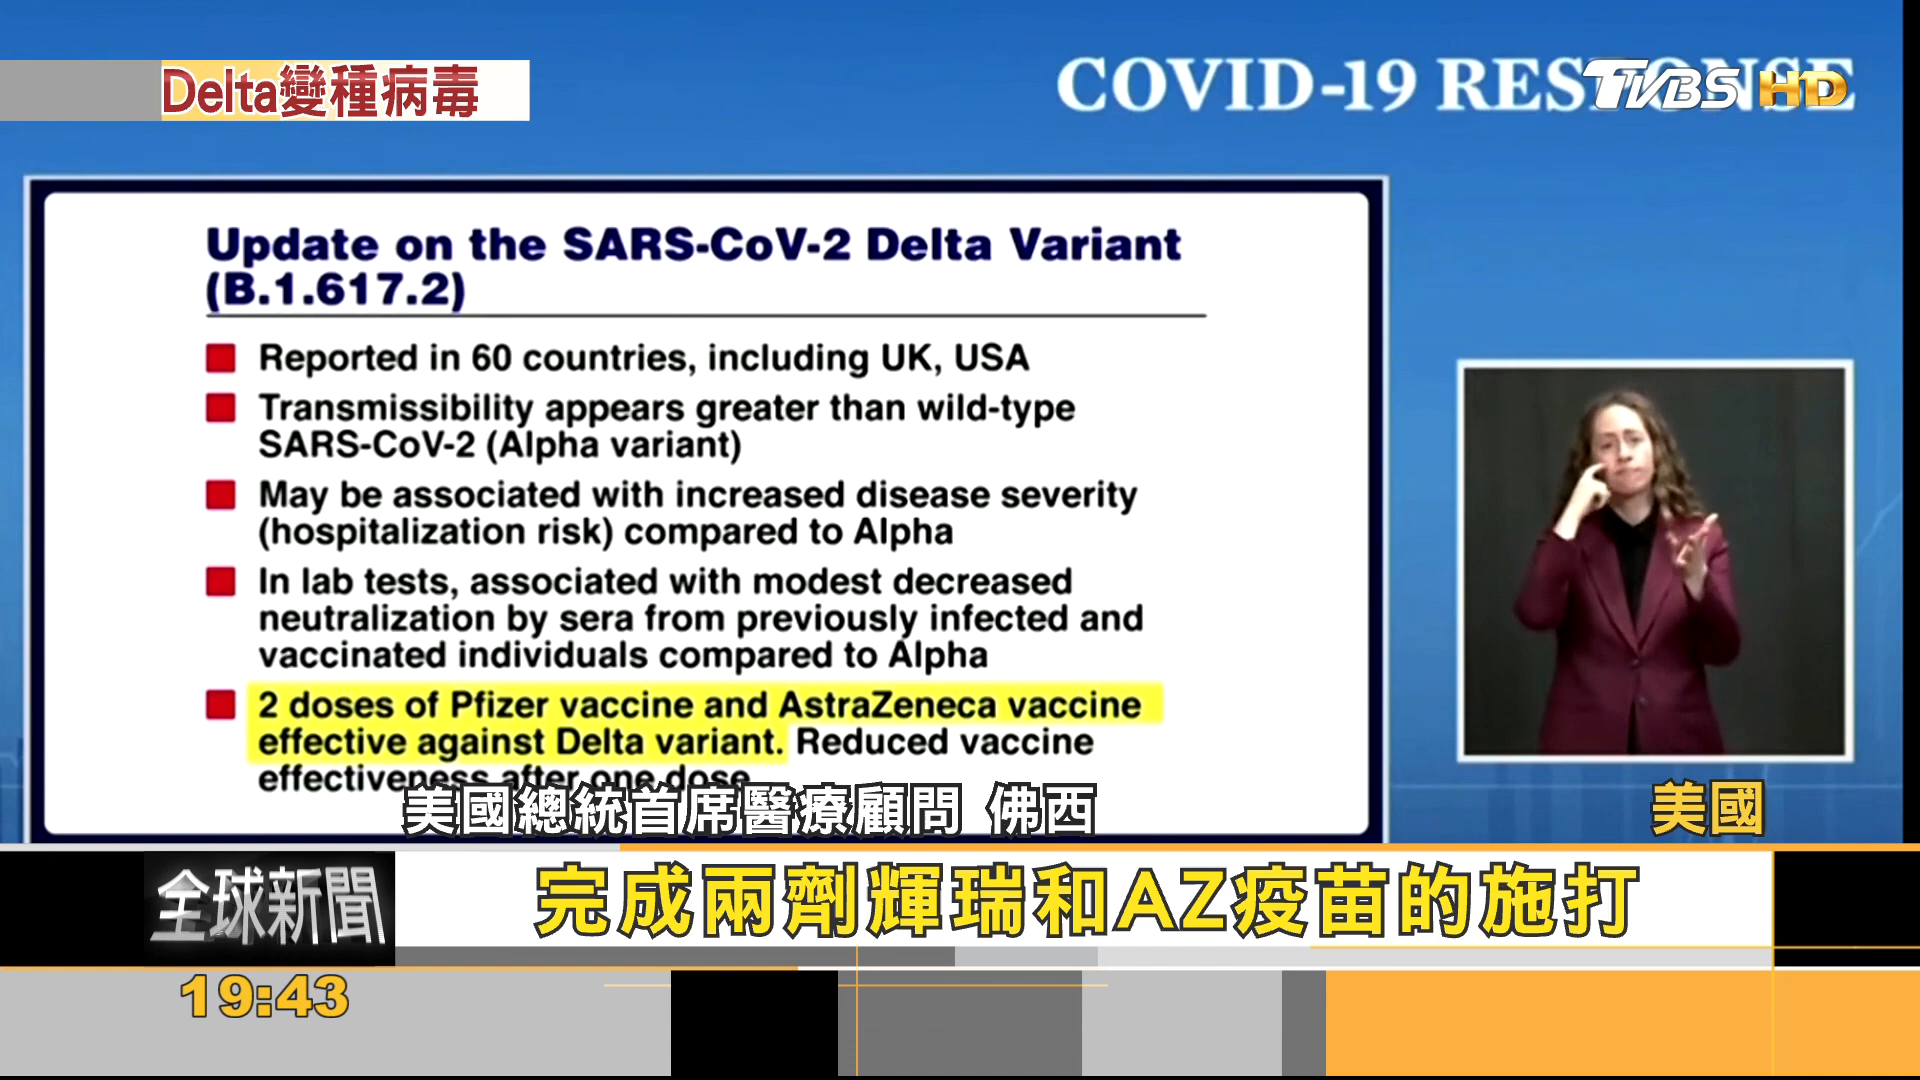 Delta變種病毒
COVID-19 RESPONSE
TVBS HD
Update on the SARS-CoV-2 Delta Variant
(B.1.617.2)
Reported in 60 countries, including UK, USA
Transmissibility appears greater than wild-type
SARS-CoV-2 (Alpha variant)
May be associated with increased disease severity
(hospitalization risk) compared to Alpha
In lab tests, associated with modest decreased
neutralization by sera from previously infected and
vaccinated individuals compared to Alpha
2 doses of Pfizer vaccine and AstraZeneca vaccine
effective against Delta variant. Reduced vaccine
effectiveness after one dose
美國總統首席醫療顧問 佛西
美國
全球新聞
完成兩劑輝瑞和AZ疫苗的施打
19:43